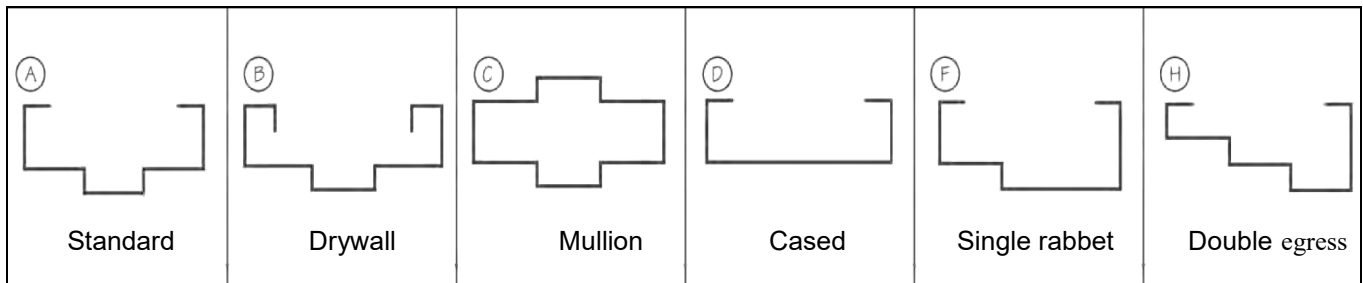 A
B
C
D
F
H
Standard
Drywall
Mullion
Cased
Single rabbet
Double egress